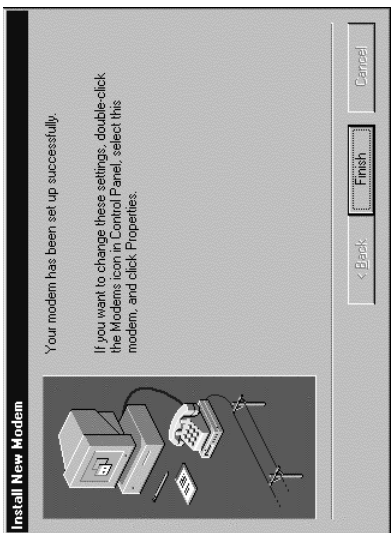 Install New Modem
Your modem has been set up successfully.
If you want to change these settings, double-click
the Modems icon in Control Panel, select this
modem, and click Properties.
< Back
Finish
Cancel